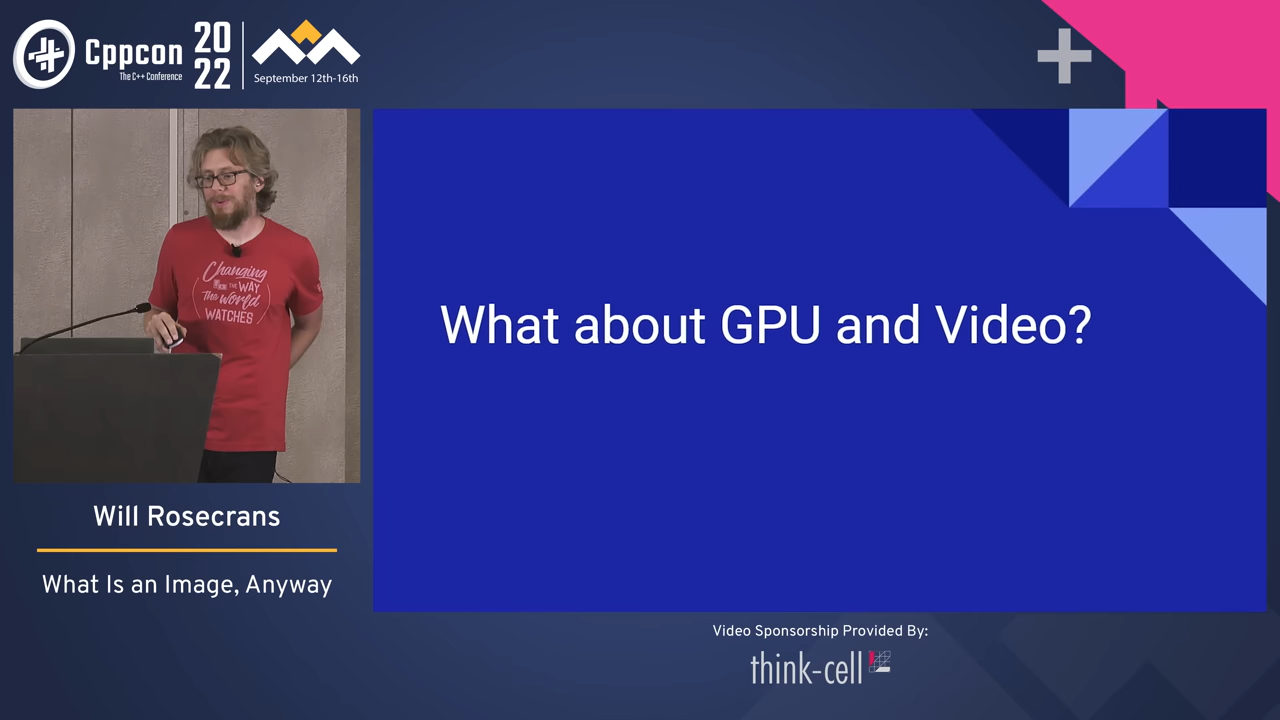 Cppcon
The C++ Conference
20
22
September 12th-16th
Changing
THE WAY
the world
WATCHES
What about GPU and Video?
Will Rosecrans
What Is an Image, Anyway
Video Sponsorship Provided By:
think-cell